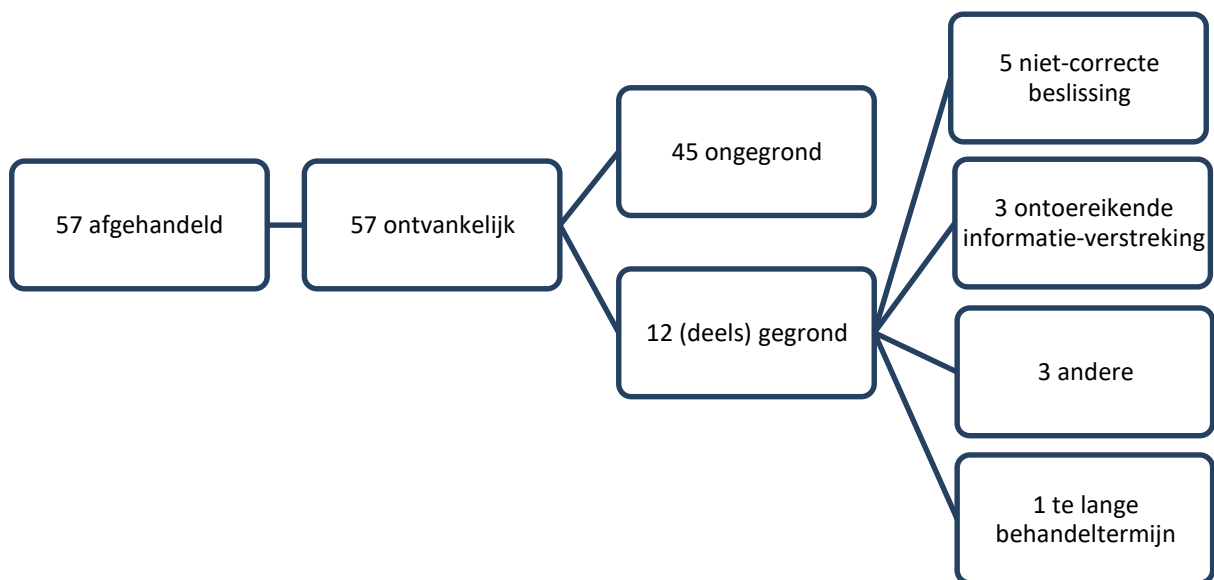 57 afgehandeld
57 ontvankelijk
45 ongegrond
12 (deels) gegrond
5 niet-correcte
beslissing
3 ontoereikende
informatie-verstreking
3 andere
1 te lange
behandeltermijn